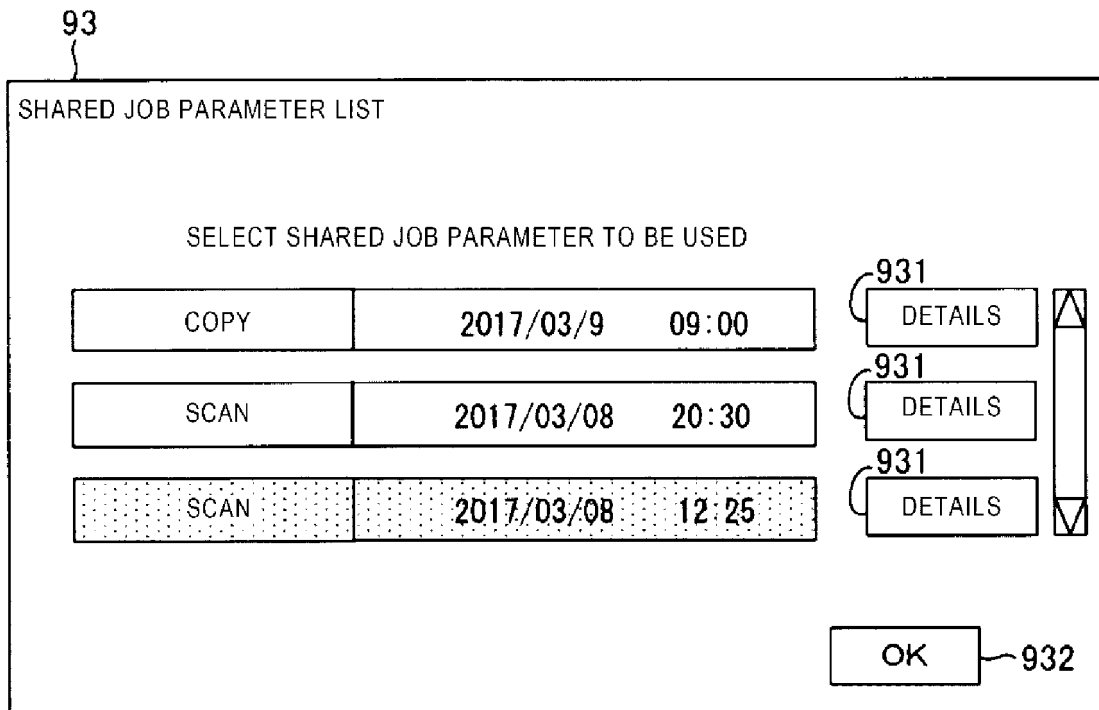 93
SHARED JOB PARAMETER LIST
SELECT SHARED JOB PARAMETER TO BE USED
931
COPY 2017/03/9 09:00 DETAILS
931
SCAN 2017/03/08 20:30 DETAILS
931
SCAN 2017/03/08 12:25 DETAILS
OK 932